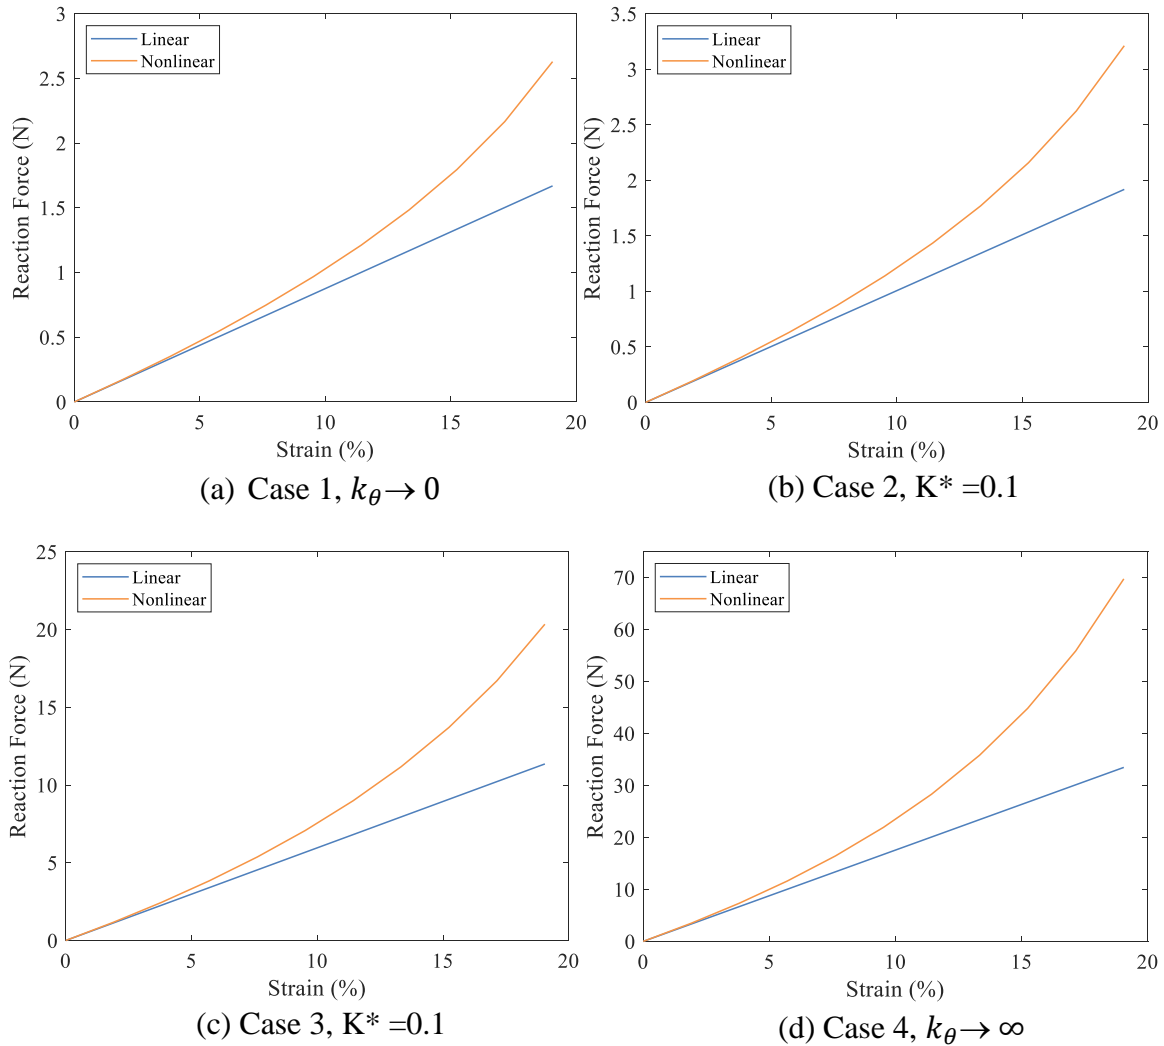 3
2.5
2
1.5
1
0.5
0
Reaction Force (N)
Linear
Nonlinear
0 5 10 15 20
Strain (%)
(a) Case 1, k_θ → 0
3.5
3
2.5
2
1.5
1
0.5
0
Reaction Force (N)
Linear
Nonlinear
0 5 10 15 20
Strain (%)
(b) Case 2, K* =0.1
25
20
15
10
5
0
Reaction Force (N)
Linear
Nonlinear
0 5 10 15 20
Strain (%)
(c) Case 3, K* =0.1
70
60
50
40
30
20
10
0
Reaction Force (N)
Linear
Nonlinear
0 5 10 15 20
Strain (%)
(d) Case 4, k_θ → ∞